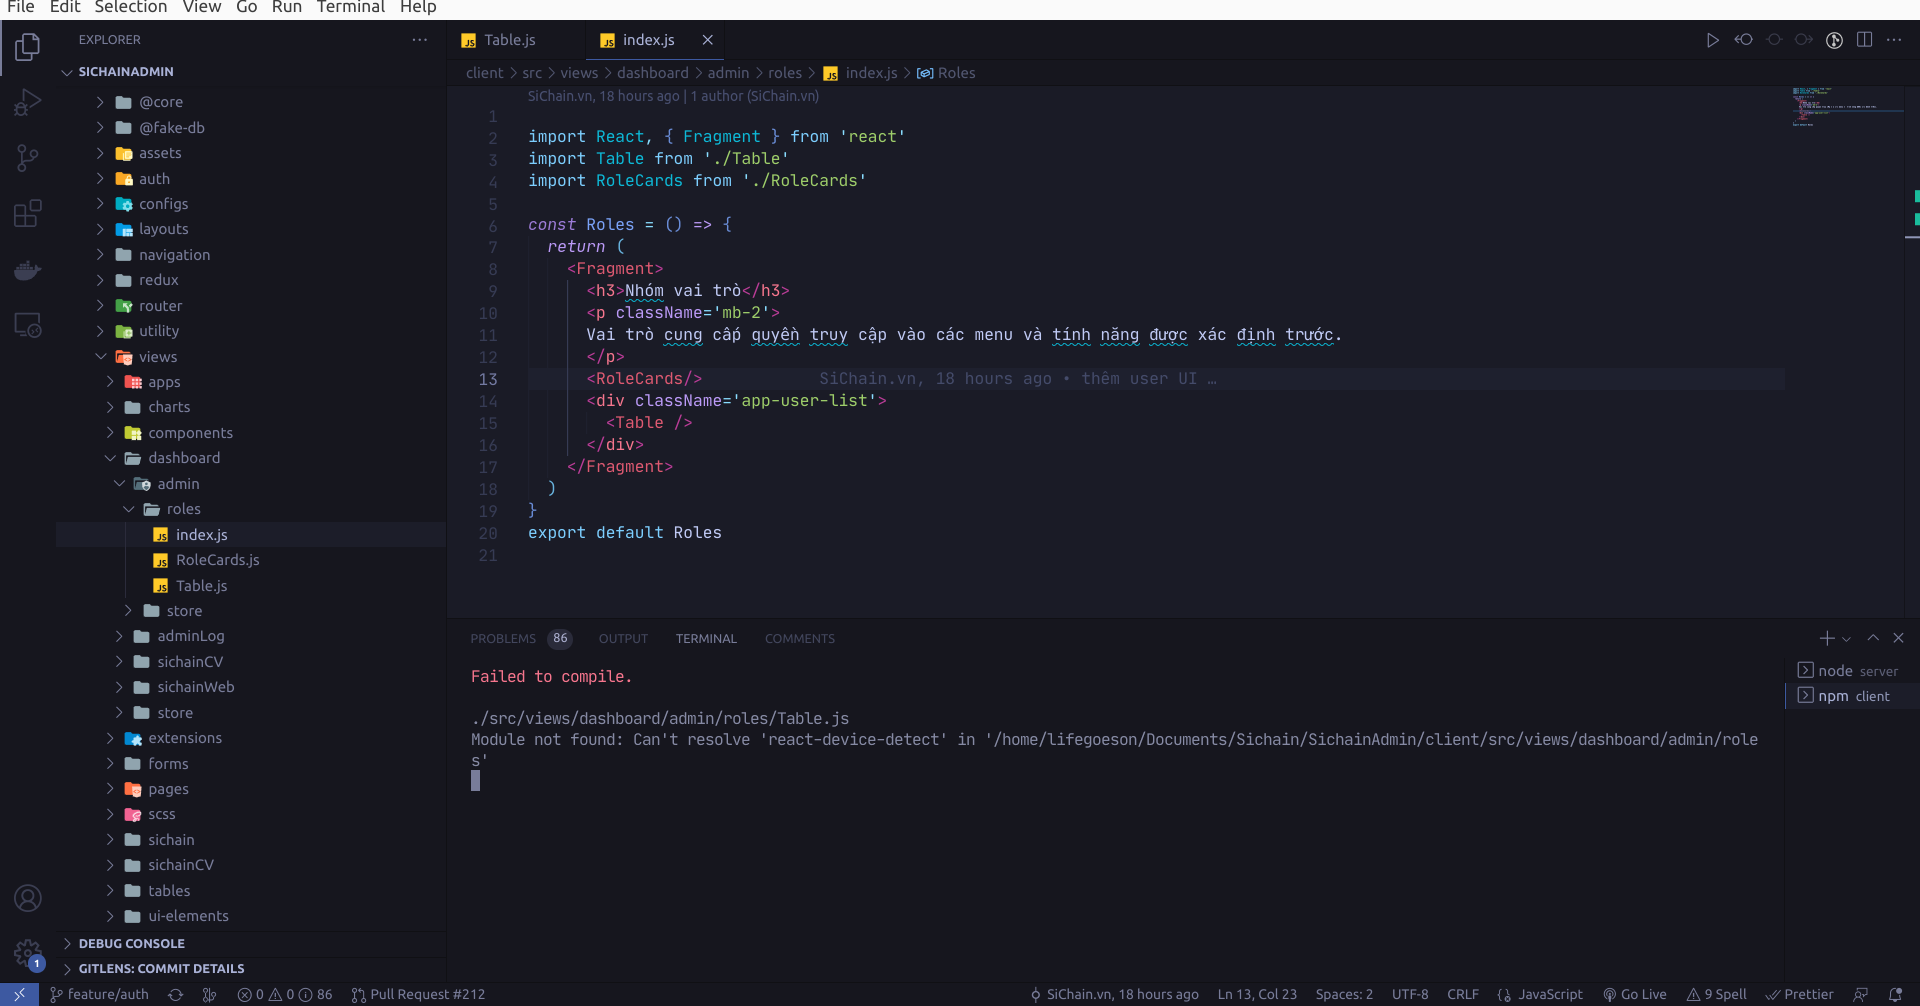 File Edit Selection View Go Run Terminal Help
EXPLORER
SICHAINADMIN
@core
@fake-db
assets
auth
configs
layouts
navigation
redux
router
utility
views
apps
charts
components
dashboard
admin
roles
index.js
RoleCards.js
Table.js
store
adminLog
sichainCV
sichainWeb
store
extensions
forms
pages
scss
sichain
sichainCV
tables
ui-elements
DEBUG CONSOLE
GITLENS: COMMIT DETAILS
Table.js index.js
client > src > views > dashboard > admin > roles > index.js > Roles
SiChain.vn, 18 hours ago | 1 author (SiChain.vn)
1
2 import React, { Fragment } from 'react'
3 import Table from './Table'
4 import RoleCards from './RoleCards'
5
6 const Roles = () => {
7 return (
8 <Fragment>
9 <h3>Nhóm vai trò</h3>
10 <p className='mb-2'>
11 Vai trò cung cấp quyền truy cập vào các menu và tính năng được xác định trước.
12 </p>
13 <RoleCards/> SiChain.vn, 18 hours ago • thêm user UI …
14 <div className='app-user-list'>
15 <Table />
16 </div>
17 </Fragment>
18 )
19 }
20 export default Roles
21
PROBLEMS 86 OUTPUT TERMINAL COMMENTS
Failed to compile.
./src/views/dashboard/admin/roles/Table.js
Module not found: Can't resolve 'react-device-detect' in '/home/lifegoeson/Documents/Sichain/SichainAdmin/client/src/views/dashboard/admin/role
s'
node server
npm client
1
feature/auth 0 0 86 Pull Request #212 SiChain.vn, 18 hours ago Ln 13, Col 23 Spaces: 2 UTF-8 CRLF JavaScript Go Live 9 Spell Prettier